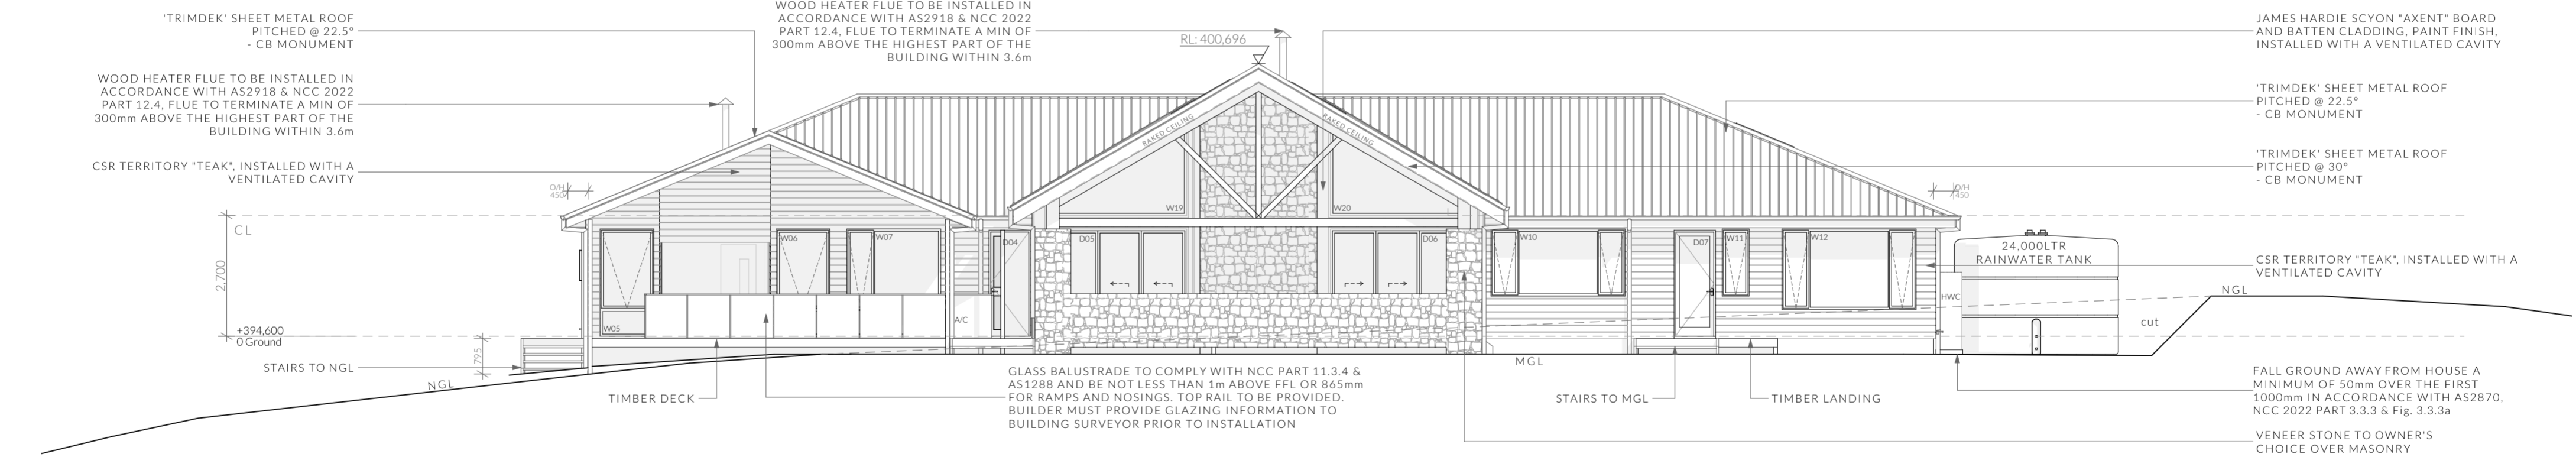 'TRIMDEK' SHEET METAL ROOF
PITCHED @ 22.5°
- CB MONUMENT
WOOD HEATER FLUE TO BE INSTALLED IN
ACCORDANCE WITH AS2918 & NCC 2022
PART 12.4, FLUE TO TERMINATE A MIN OF
300mm ABOVE THE HIGHEST PART OF THE
BUILDING WITHIN 3.6m
CSR TERRITORY "TEAK", INSTALLED WITH A
VENTILATED CAVITY
WOOD HEATER FLUE TO BE INSTALLED IN
ACCORDANCE WITH AS2918 & NCC 2022
PART 12.4, FLUE TO TERMINATE A MIN OF
300mm ABOVE THE HIGHEST PART OF THE
BUILDING WITHIN 3.6m
RL: 400,696
JAMES HARDIE SCYON "AXENT" BOARD
AND BATTEN CLADDING, PAINT FINISH,
INSTALLED WITH A VENTILATED CAVITY
'TRIMDEK' SHEET METAL ROOF
PITCHED @ 22.5°
- CB MONUMENT
'TRIMDEK' SHEET METAL ROOF
PITCHED @ 30°
- CB MONUMENT
RAKED CEILING
RAKED CEILING
O/H
450
O/H
450
CL
2,700
+394,600
0 Ground
795
W19
W20
W05
W06
W07
D04
A/C
D05
D06
W10
D07
W11
W12
HWC
24,000LTR
RAINWATER TANK
CSR TERRITORY "TEAK", INSTALLED WITH A
VENTILATED CAVITY
NGL
cut
STAIRS TO NGL
NGL
TIMBER DECK
GLASS BALUSTRADE TO COMPLY WITH NCC PART 11.3.4 &
AS1288 AND BE NOT LESS THAN 1m ABOVE FFL OR 865mm
FOR RAMPS AND NOSINGS. TOP RAIL TO BE PROVIDED.
BUILDER MUST PROVIDE GLAZING INFORMATION TO
BUILDING SURVEYOR PRIOR TO INSTALLATION
MGL
STAIRS TO MGL
TIMBER LANDING
FALL GROUND AWAY FROM HOUSE A
MINIMUM OF 50mm OVER THE FIRST
1000mm IN ACCORDANCE WITH AS2870,
NCC 2022 PART 3.3.3 & Fig. 3.3.3a
VENEER STONE TO OWNER'S
CHOICE OVER MASONRY